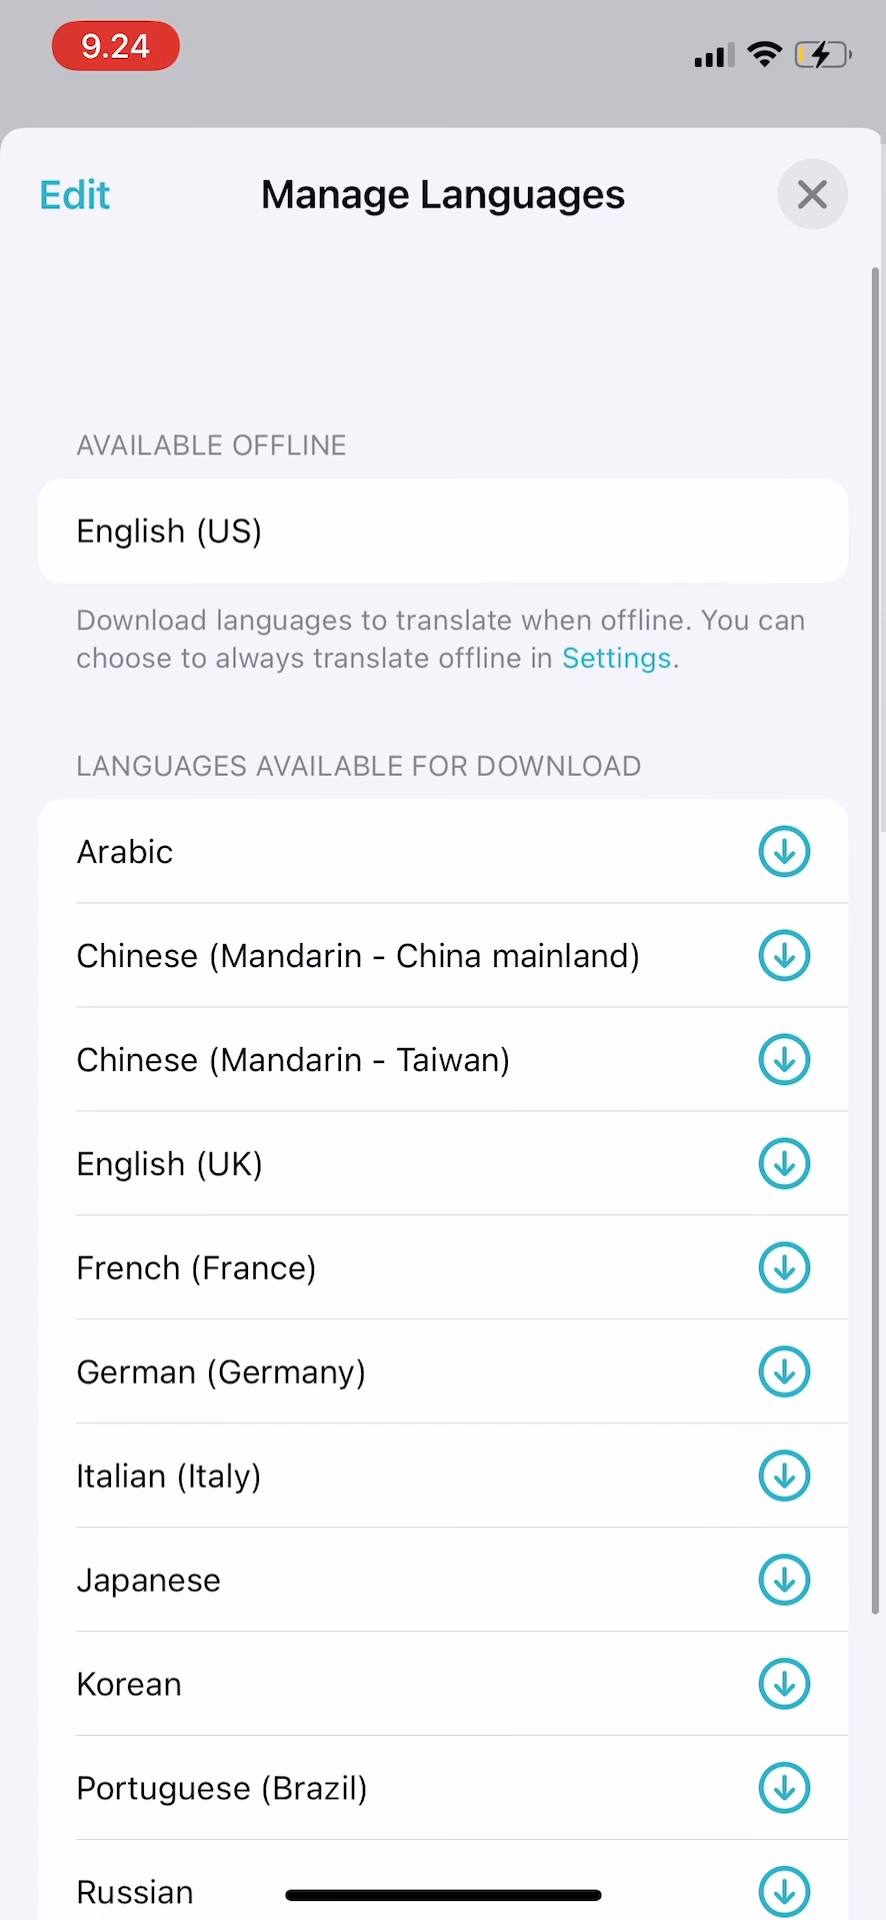 9.24
Edit
Manage Languages
AVAILABLE OFFLINE
English (US)
Download languages to translate when offline. You can
choose to always translate offline in Settings.
LANGUAGES AVAILABLE FOR DOWNLOAD
Arabic
Chinese (Mandarin - China mainland)
Chinese (Mandarin - Taiwan)
English (UK)
French (France)
German (Germany)
Italian (Italy)
Japanese
Korean
Portuguese (Brazil)
Russian